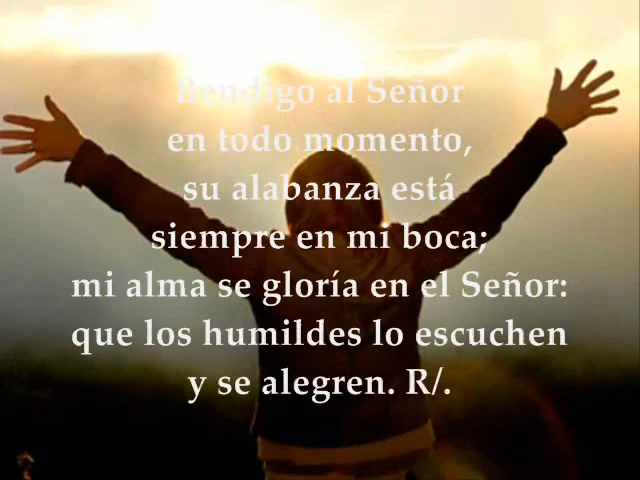 Bendigo al Señor
en todo momento,
su alabanza está
siempre en mi boca;
mi alma se gloría en el Señor:
que los humildes lo escuchen
y se alegren. R/.